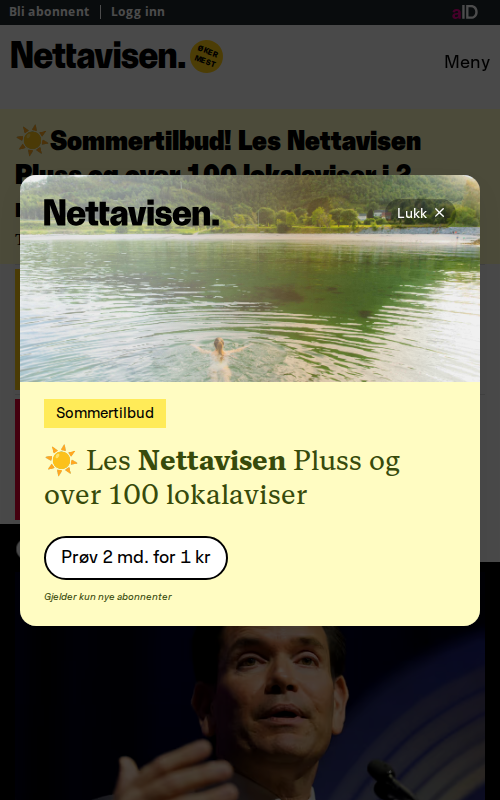 Bli abonnent | Logg inn
aID
Nettavisen.
ØKER
MEST
Meny
Sommertilbud! Les Nettavisen
Pluss og over 100 lokalaviser i 2
Nettavisen.
Lukk ×
Sommertilbud
Les Nettavisen Pluss og
over 100 lokalaviser
Prøv 2 md. for 1 kr
Gjelder kun nye abonnenter